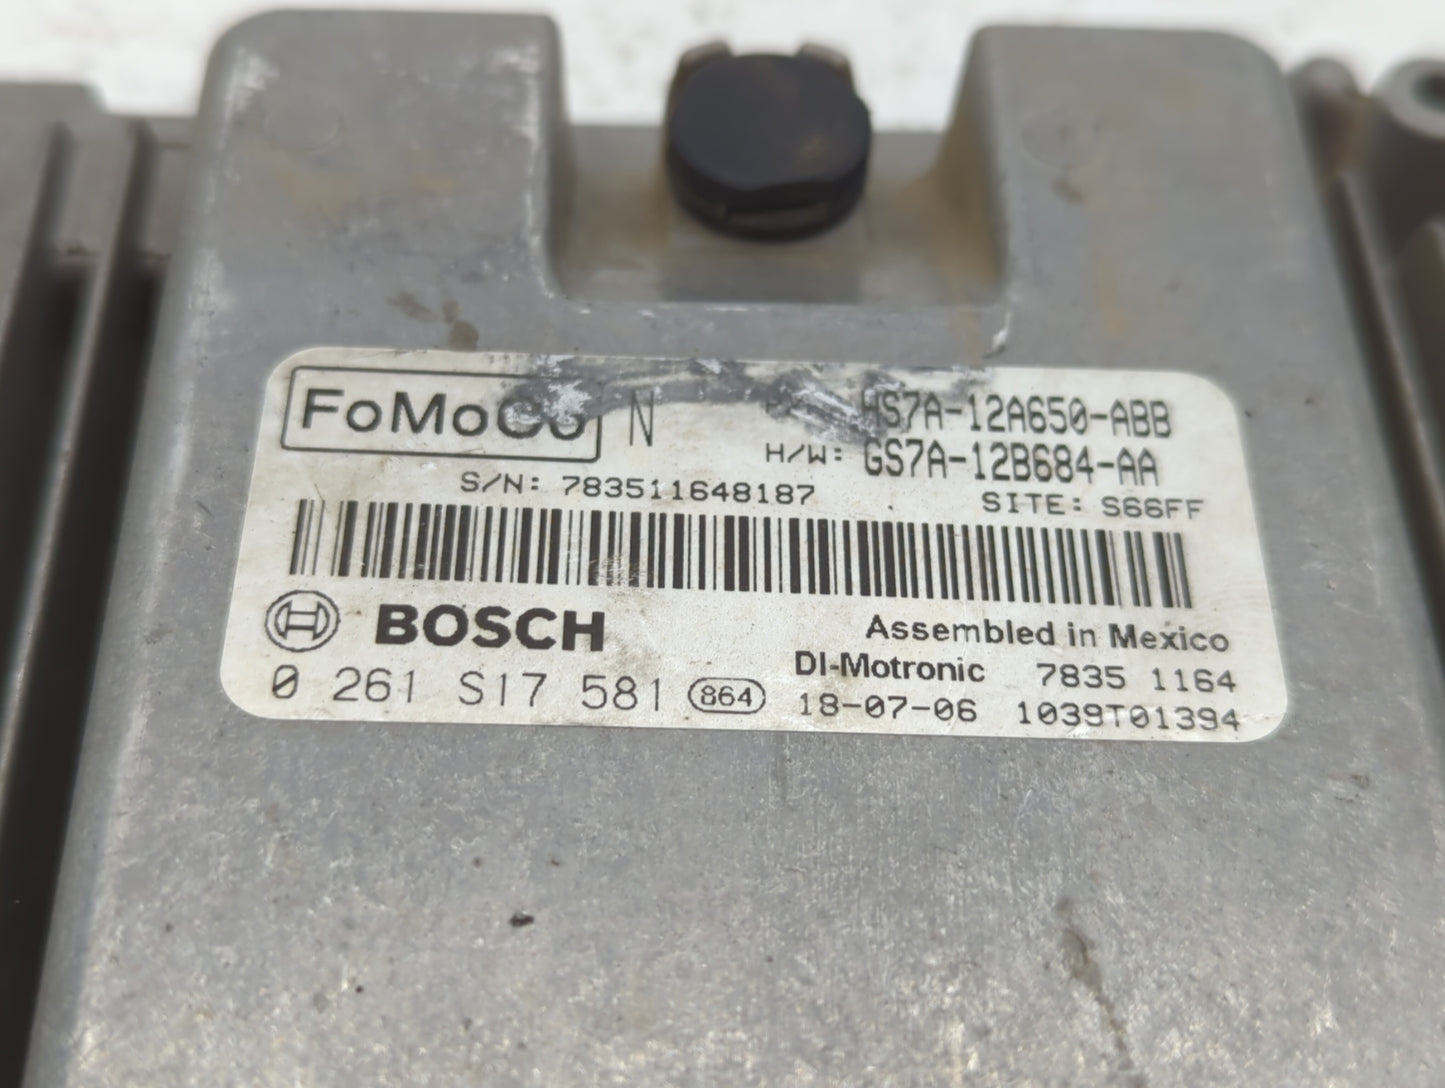 FoMoCo N HS7A-12A650-ABB
H/W: GS7A-12B684-AA
S/N: 783511648187 SITE: S66FF
BOSCH Assembled in Mexico
DI-Motronic 7835 1164
0 261 S17 581 864 18-07-06 1039T01394